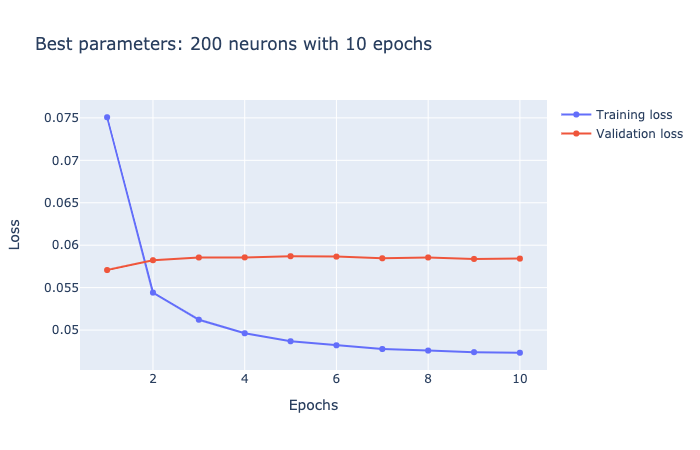 Best parameters: 200 neurons with 10 epochs
Training loss
Validation loss
0.075
0.07
0.065
0.06
0.055
0.05
Loss
2
4
6
8
10
Epochs